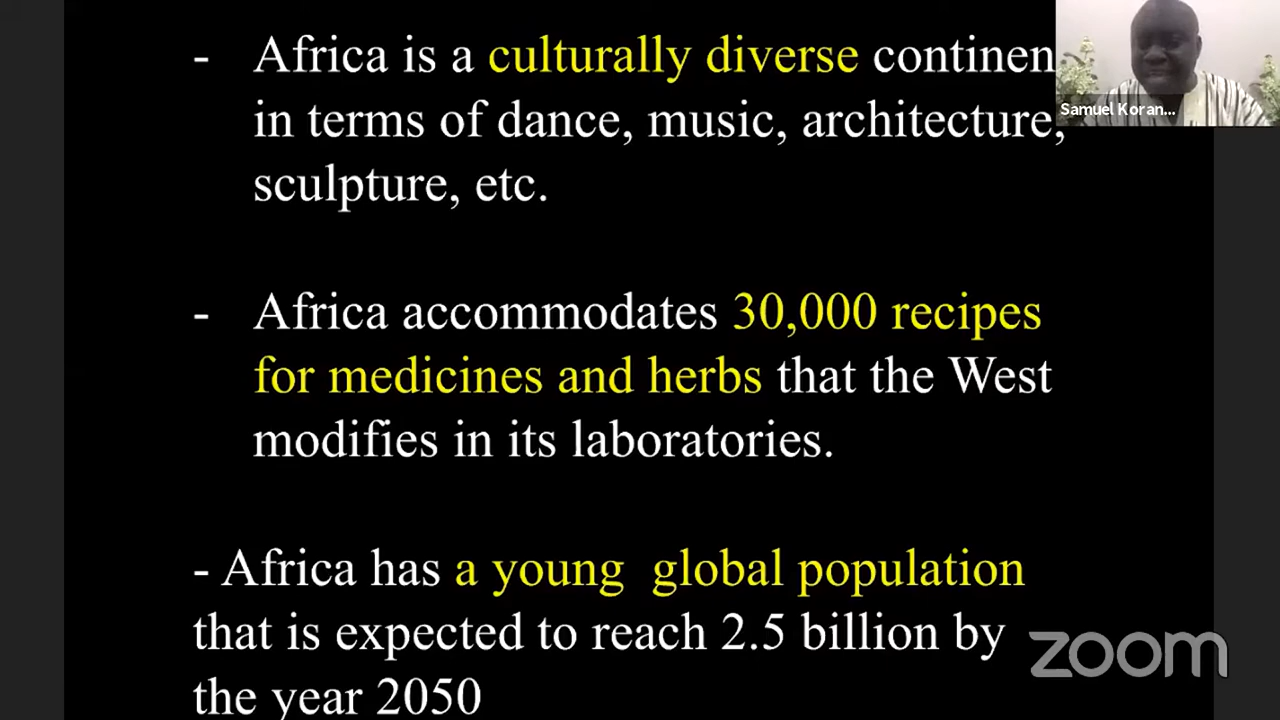 - Africa is a culturally diverse continen
in terms of dance, music, architecture,
sculpture, etc.
- Africa accommodates 30,000 recipes
for medicines and herbs that the West
modifies in its laboratories.
- Africa has a young global population
that is expected to reach 2.5 billion by
the year 2050
Samuel Koran...
zoom